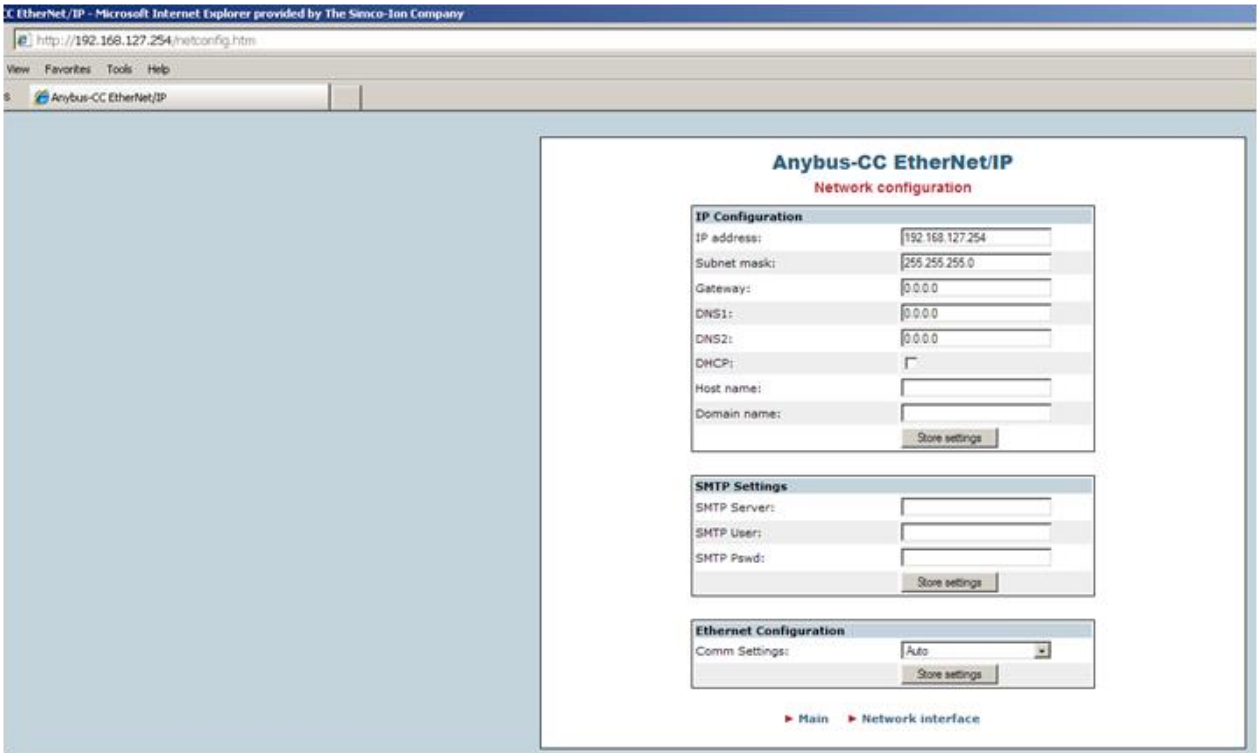 CC EtherNet/IP - Microsoft Internet Explorer provided by The Simco-Ion Company
http://192.168.127.254/netconfig.htm
View Favorites Tools Help
s Anybus-CC EtherNet/IP
Anybus-CC EtherNet/IP
Network configuration
IP Configuration
IP address: 192.168.127.254
Subnet mask: 255.255.255.0
Gateway: 0.0.0.0
DNS1: 0.0.0.0
DNS2: 0.0.0.0
DHCP:
Host name:
Domain name:
Store settings
SMTP Settings
SMTP Server:
SMTP User:
SMTP Pswd:
Store settings
Ethernet Configuration
Comm Settings: Auto
Store settings
Main Network interface